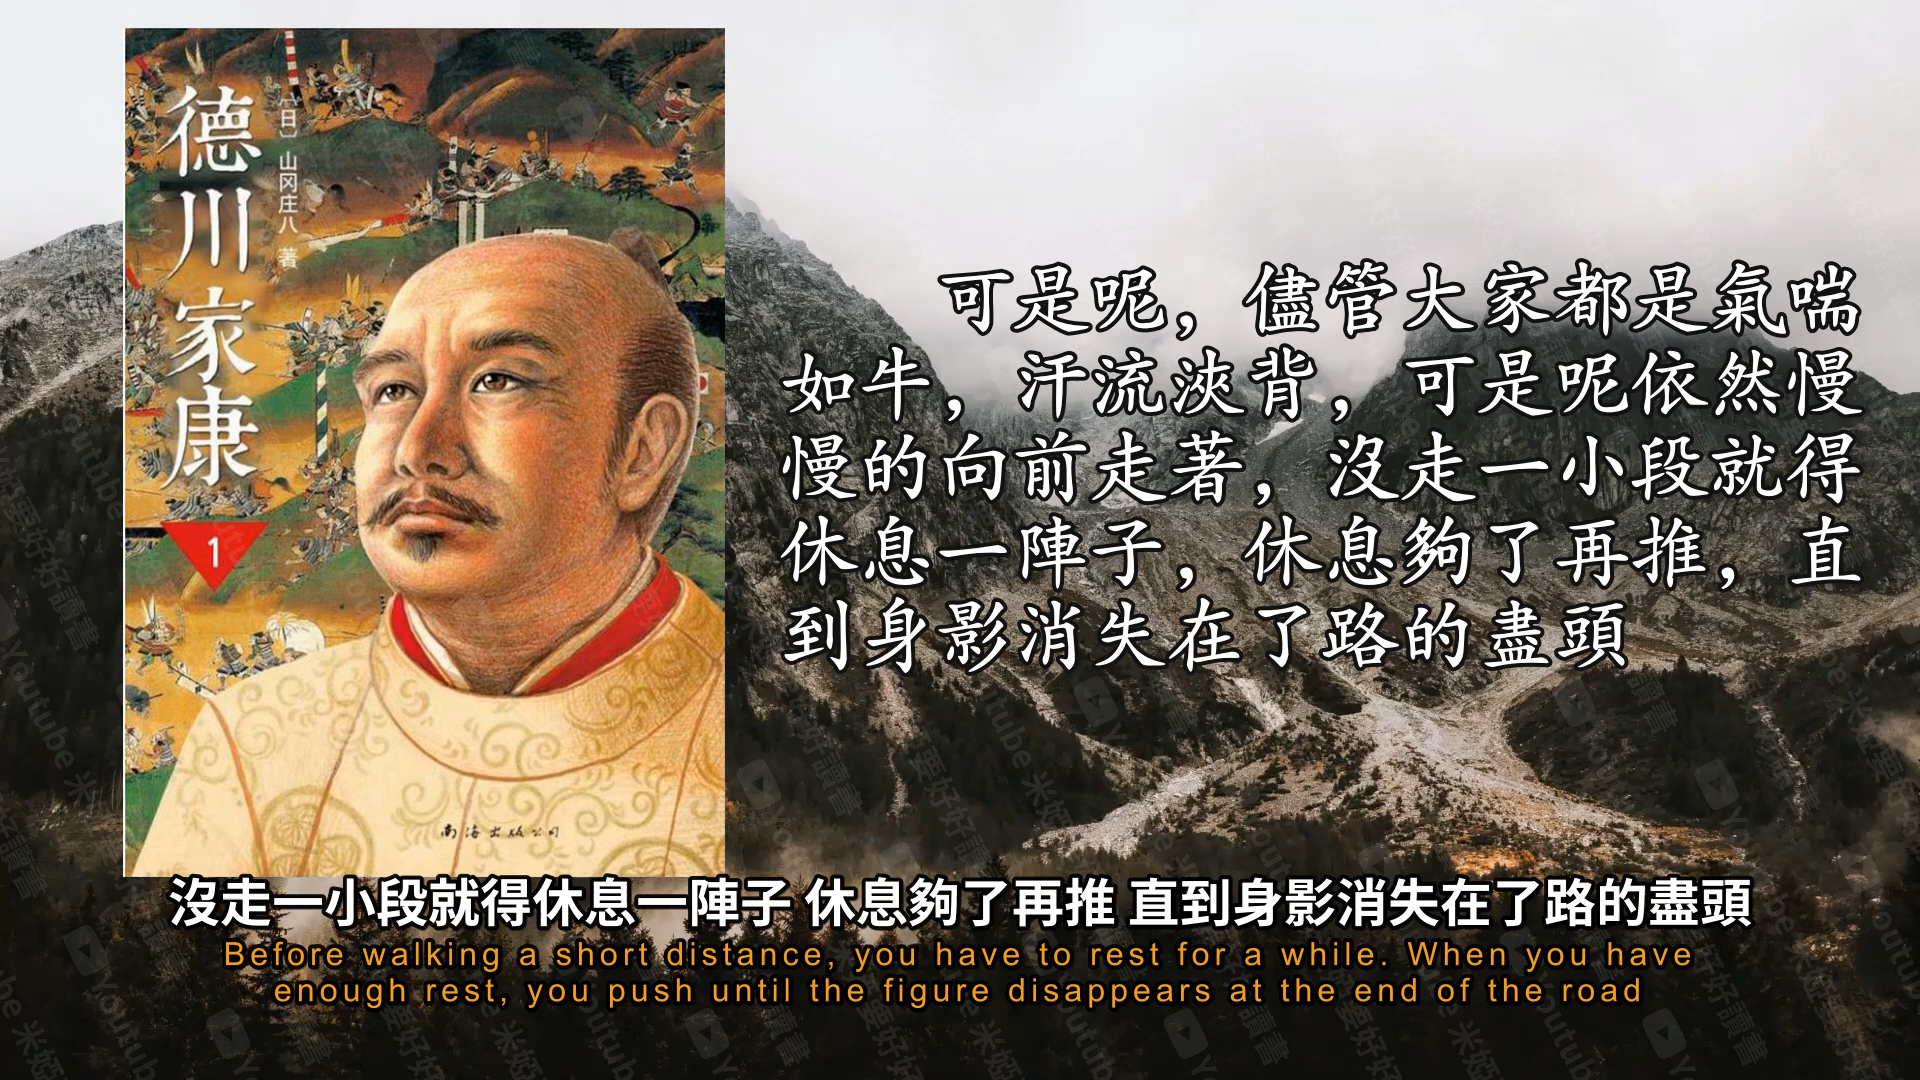 德川家康
〔日〕山冈庄八 著
1
南海出版公司
可是呢，儘管大家都是氣喘
如牛，汗流浹背，可是呢依然慢
慢的向前走著，沒走一小段就得
休息一陣子，休息夠了再推，直
到身影消失在了路的盡頭
沒走一小段就得休息一陣子 休息夠了再推 直到身影消失在了路的盡頭
Before walking a short distance, you have to rest for a while. When you have
enough rest, you push until the figure disappears at the end of the road